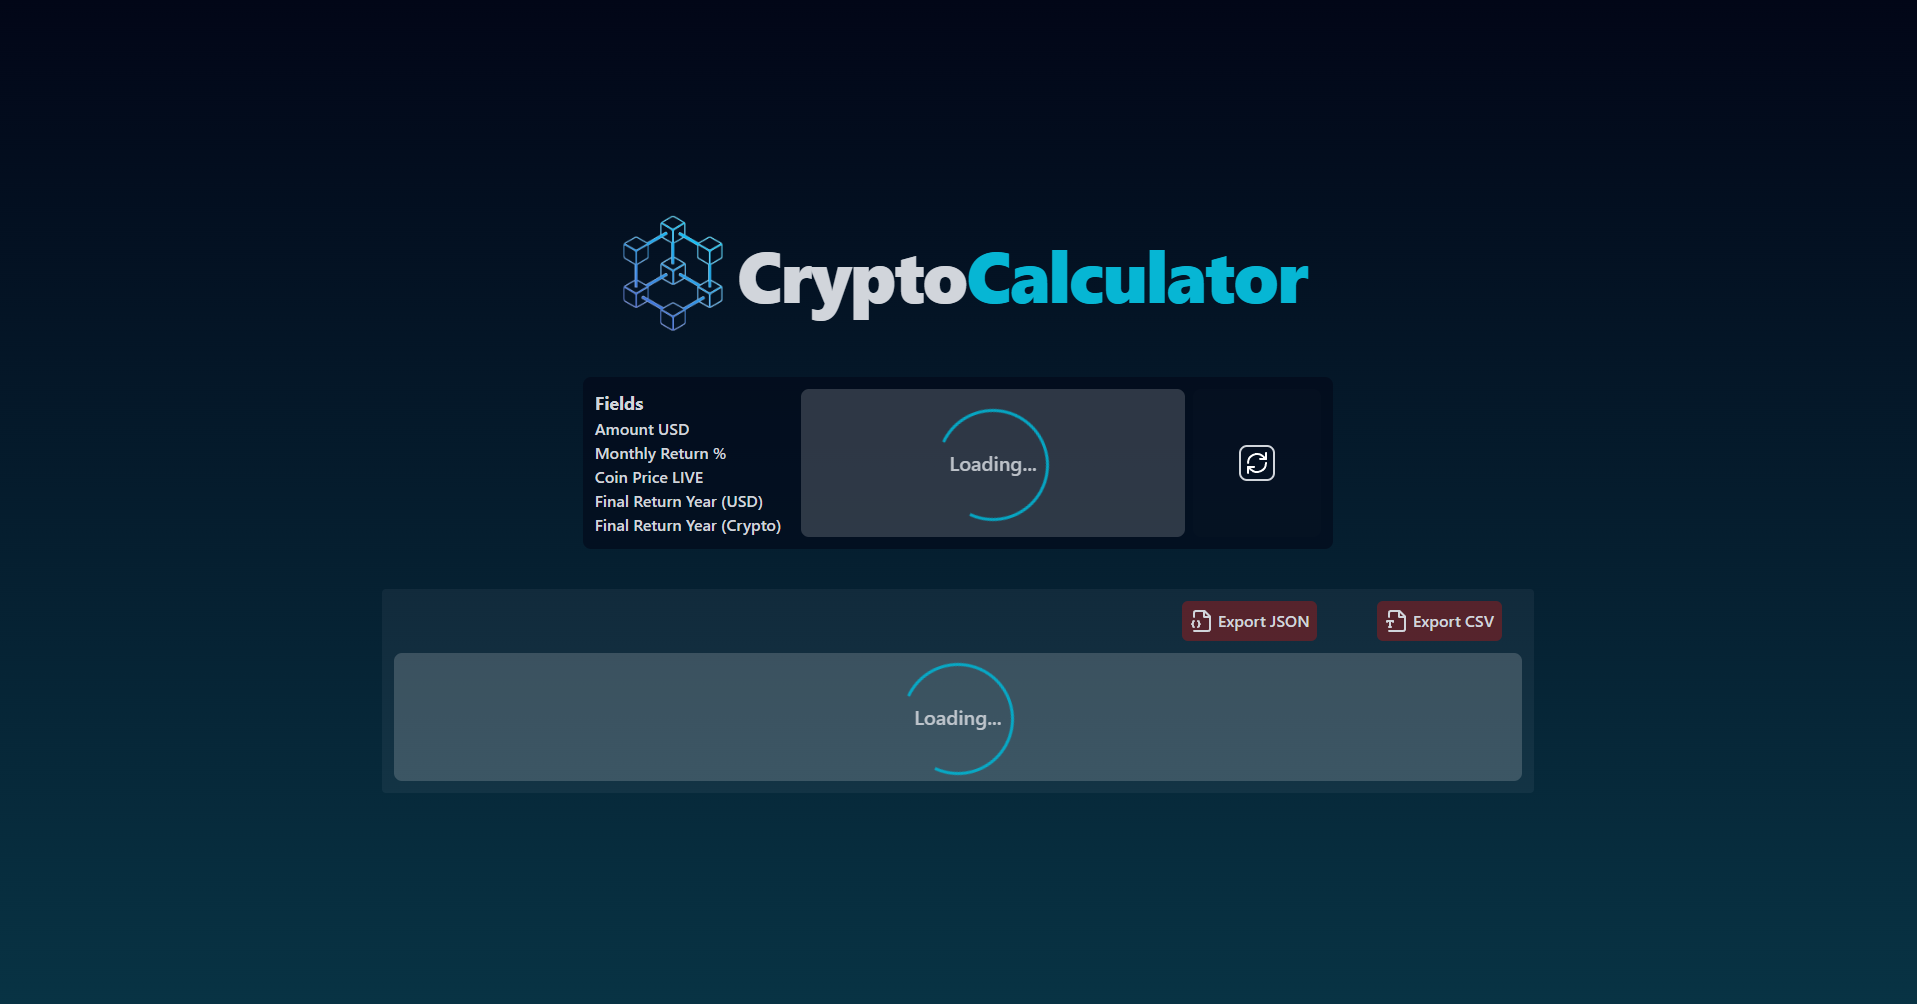 CryptoCalculator
Fields
Amount USD
Monthly Return %
Coin Price LIVE
Final Return Year (USD)
Final Return Year (Crypto)
Loading...
Export JSON
Export CSV
Loading...